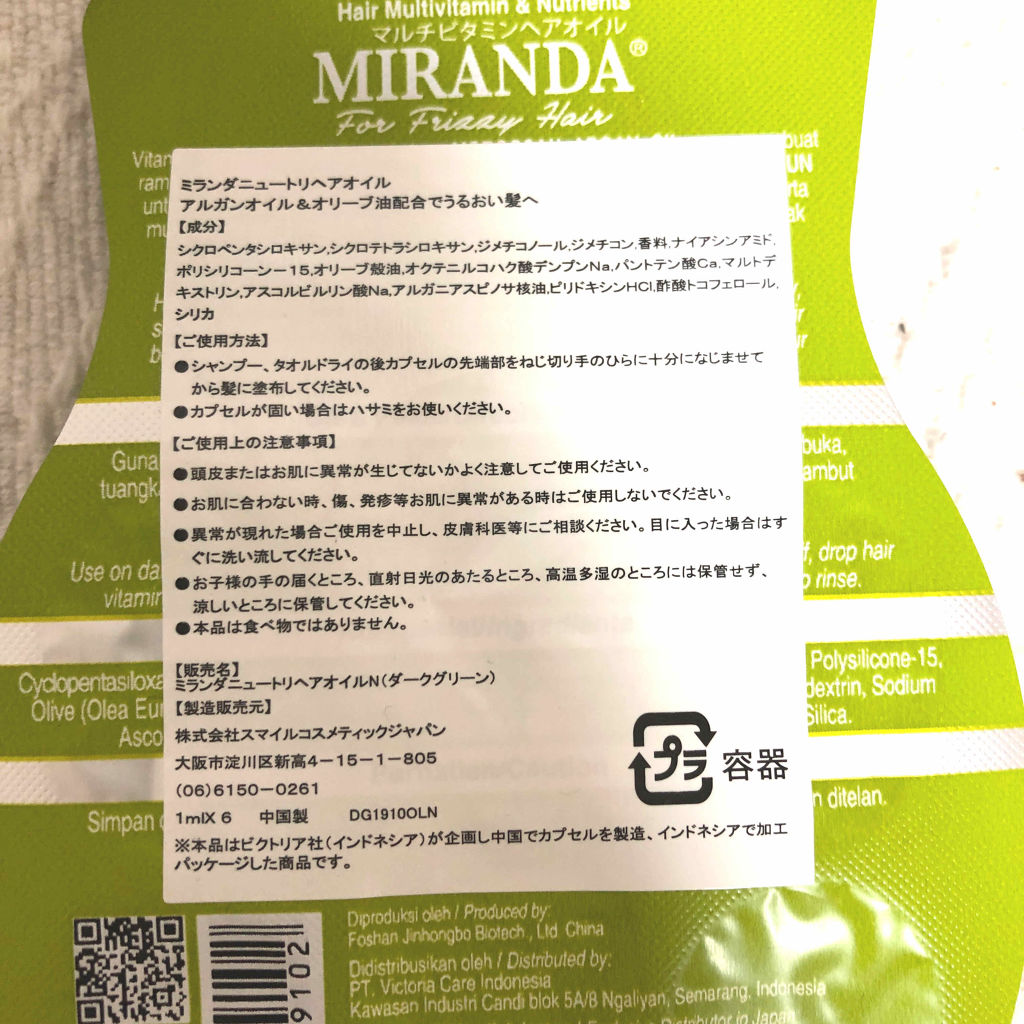 Hair Multivitamin & Nutrients
マルチビタミンヘアオイル
MIRANDA®
For Frizzy Hair
ミランダニュートリヘアオイル
アルガンオイル＆オリーブ油配合でうるおい髪へ
【成分】
シクロペンタシロキサン,シクロテトラシロキサン,ジメチコノール,ジメチコン,香料,ナイアシンアミド,
ポリシリコーンー15,オリーブ殻油,オクテニルコハク酸デンプンNa,パントテン酸Ca,マルトデ
キストリン,アスコルビルリン酸Na,アルガニアスピノサ核油,ピリドキシンHCl,酢酸トコフェロール,
シリカ
【ご使用方法】
●シャンプー、タオルドライの後カプセルの先端部をねじ切り手のひらに十分になじませて
から髪に塗布してください。
●カプセルが固い場合はハサミをお使いください。
【ご使用上の注意事項】
●頭皮またはお肌に異常が生じてないかよく注意してご使用ください。
●お肌に合わない時、傷、発疹等お肌に異常がある時はご使用しないでください。
●異常が現れた場合ご使用を中止し、皮膚科医等にご相談ください。目に入った場合はす
ぐに洗い流してください。
●お子様の手の届くところ、直射日光のあたるところ、高温多湿のところには保管せず、
涼しいところに保管してください。
●本品は食べ物ではありません。
【販売名】
ミランダニュートリヘアオイルN（ダークグリーン）
【製造販売元】
株式会社スマイルコスメティックジャパン
大阪市淀川区新高4－15－1－805
(06)6150－0261
1mlX 6 中国製 DG1910OLN
※本品はビクトリア社（インドネシア）が企画し中国でカプセルを製造、インドネシアで加工
パッケージした商品です。
プラ 容器
buka,
ambut
Guna
tuangk
f, drop hair
rinse.
Use on da
vitamin
Cyclopentasiloxa
Polysilicone-15,
Olive (Olea Eur
dextrin, Sodium
Asco
Silica.
Simpan
ditelan.
Diproduksi oleh / Produced by:
Foshan Jinhongbo Biotech., Ltd China
Didistribusikan oleh / Distributed by:
PT. Victoria Care Indonesia
Kawasan Industri Candi blok 5A/8 Ngaliyan, Semarang, Indonesia
Distributor in Japan
9102